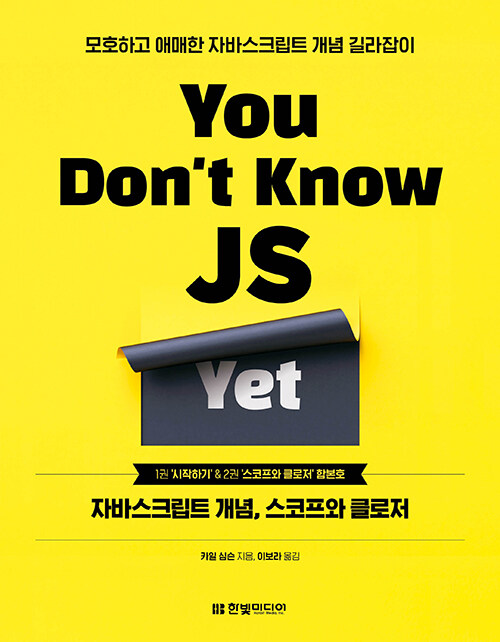 모호하고 애매한 자바스크립트 개념 길라잡이
You
Don't Know
JS
Yet
1권 '시작하기' & 2권 '스코프와 클로저' 합본호
자바스크립트 개념, 스코프와 클로저
카일 심슨 지음, 이보라 옮김
한빛미디어
Hanbit Media, Inc.